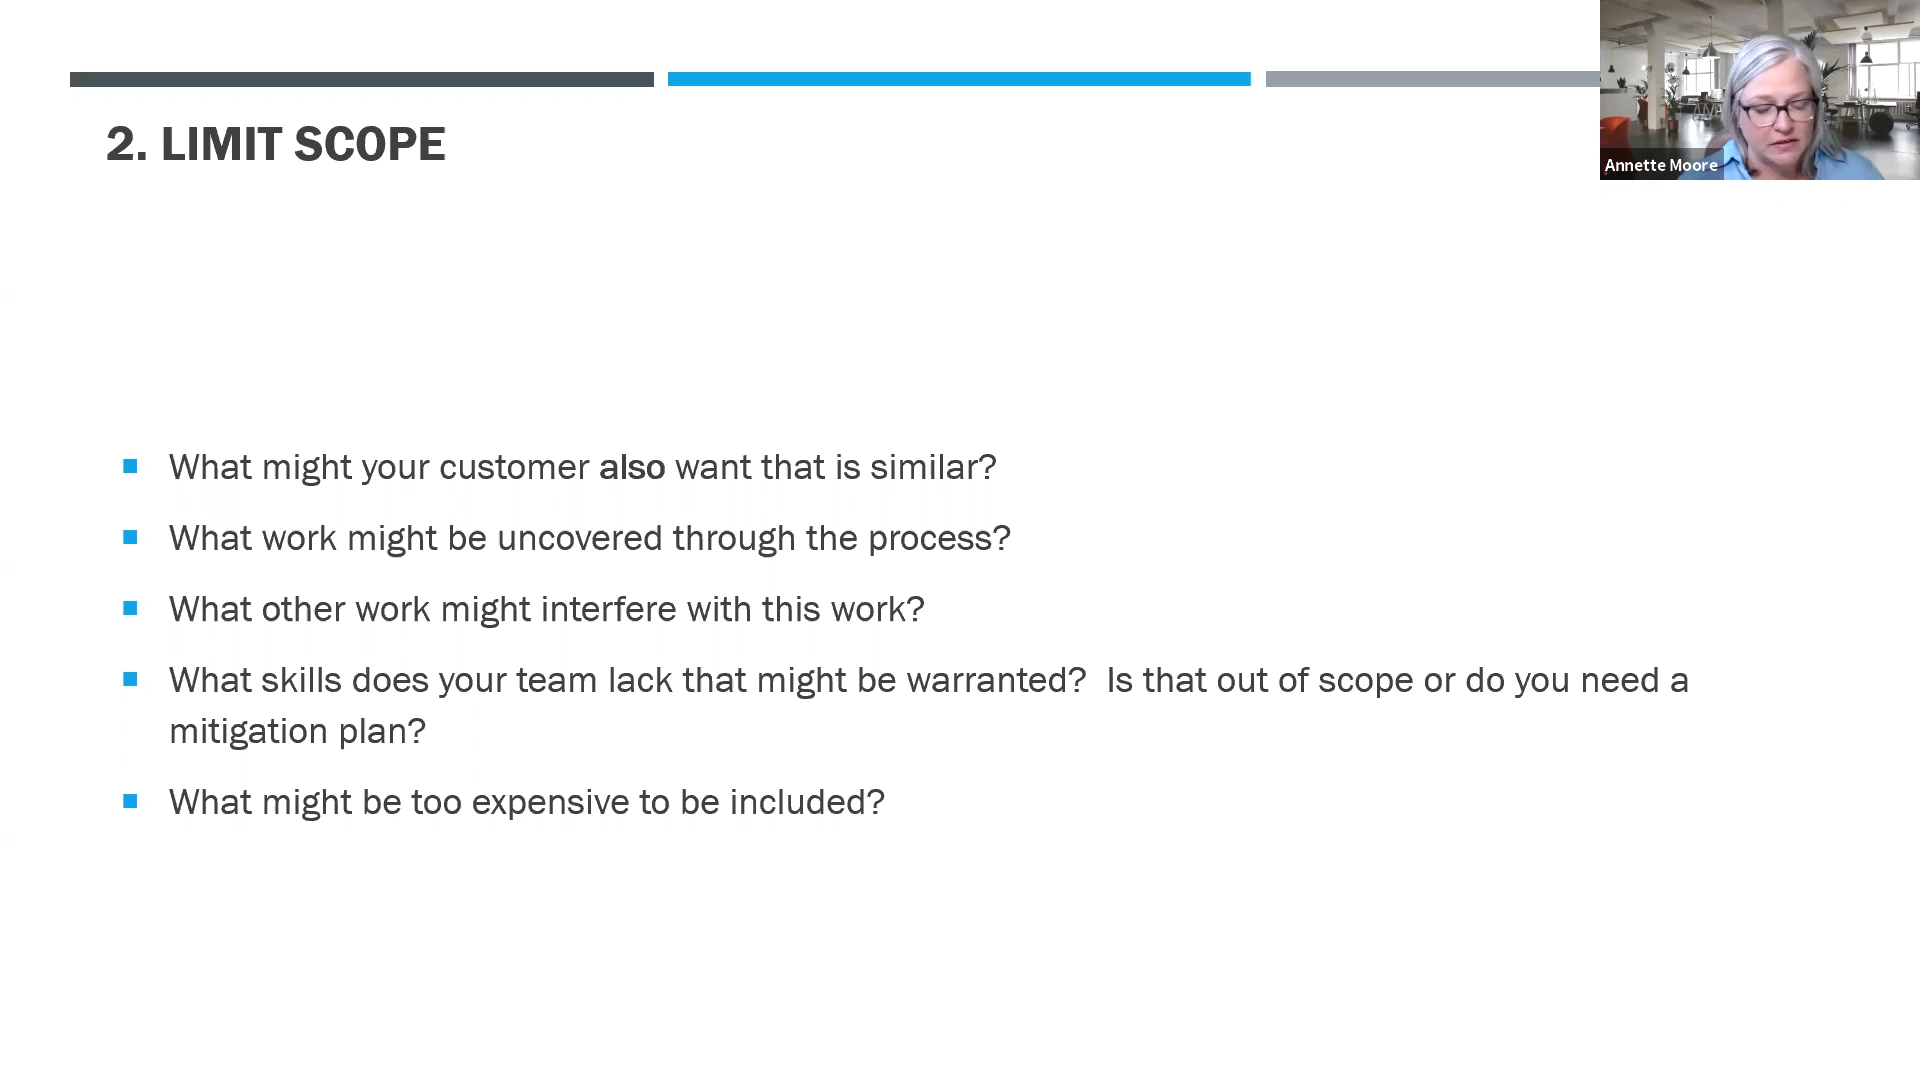 2. LIMIT SCOPE
Annette Moore
What might your customer also want that is similar?
What work might be uncovered through the process?
What other work might interfere with this work?
What skills does your team lack that might be warranted?  Is that out of scope or do you need a
mitigation plan?
What might be too expensive to be included?